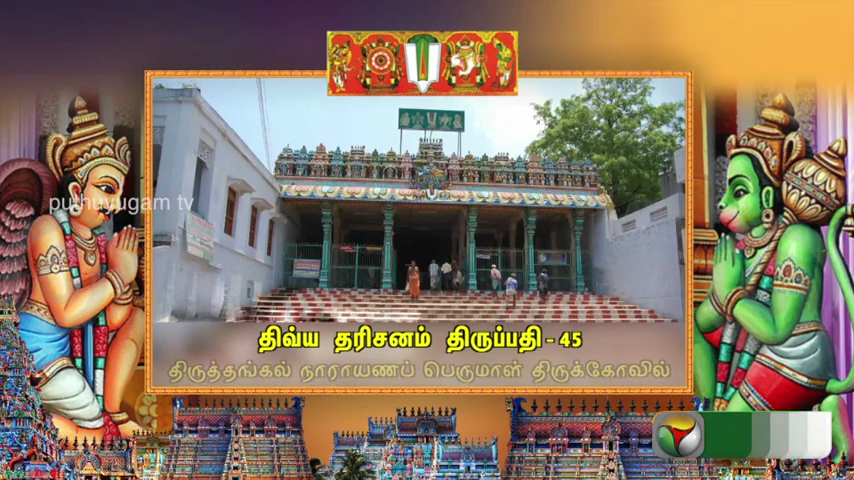 puthuyugam tv
திவ்ய தரிசனம் திருப்பதி - 45
திருத்தங்கல் நாராயணப் பெருமாள் திருக்கோவில்